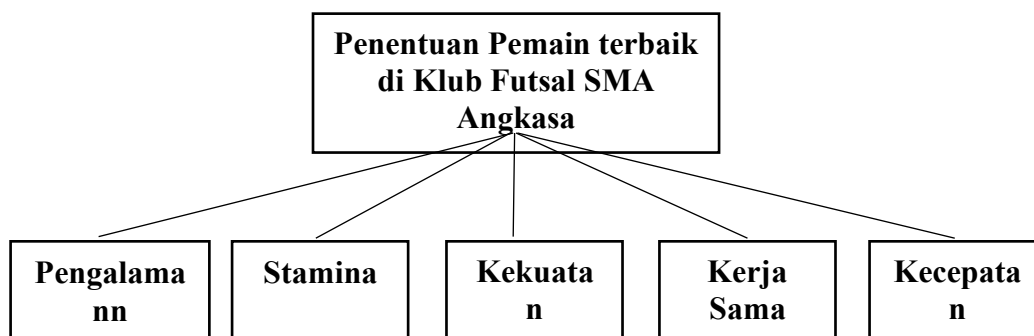 Penentuan Pemain terbaik
di Klub Futsal SMA
Angkasa
Pengalama
nn
Stamina
Kekuata
n
Kerja
Sama
Kecepata
n